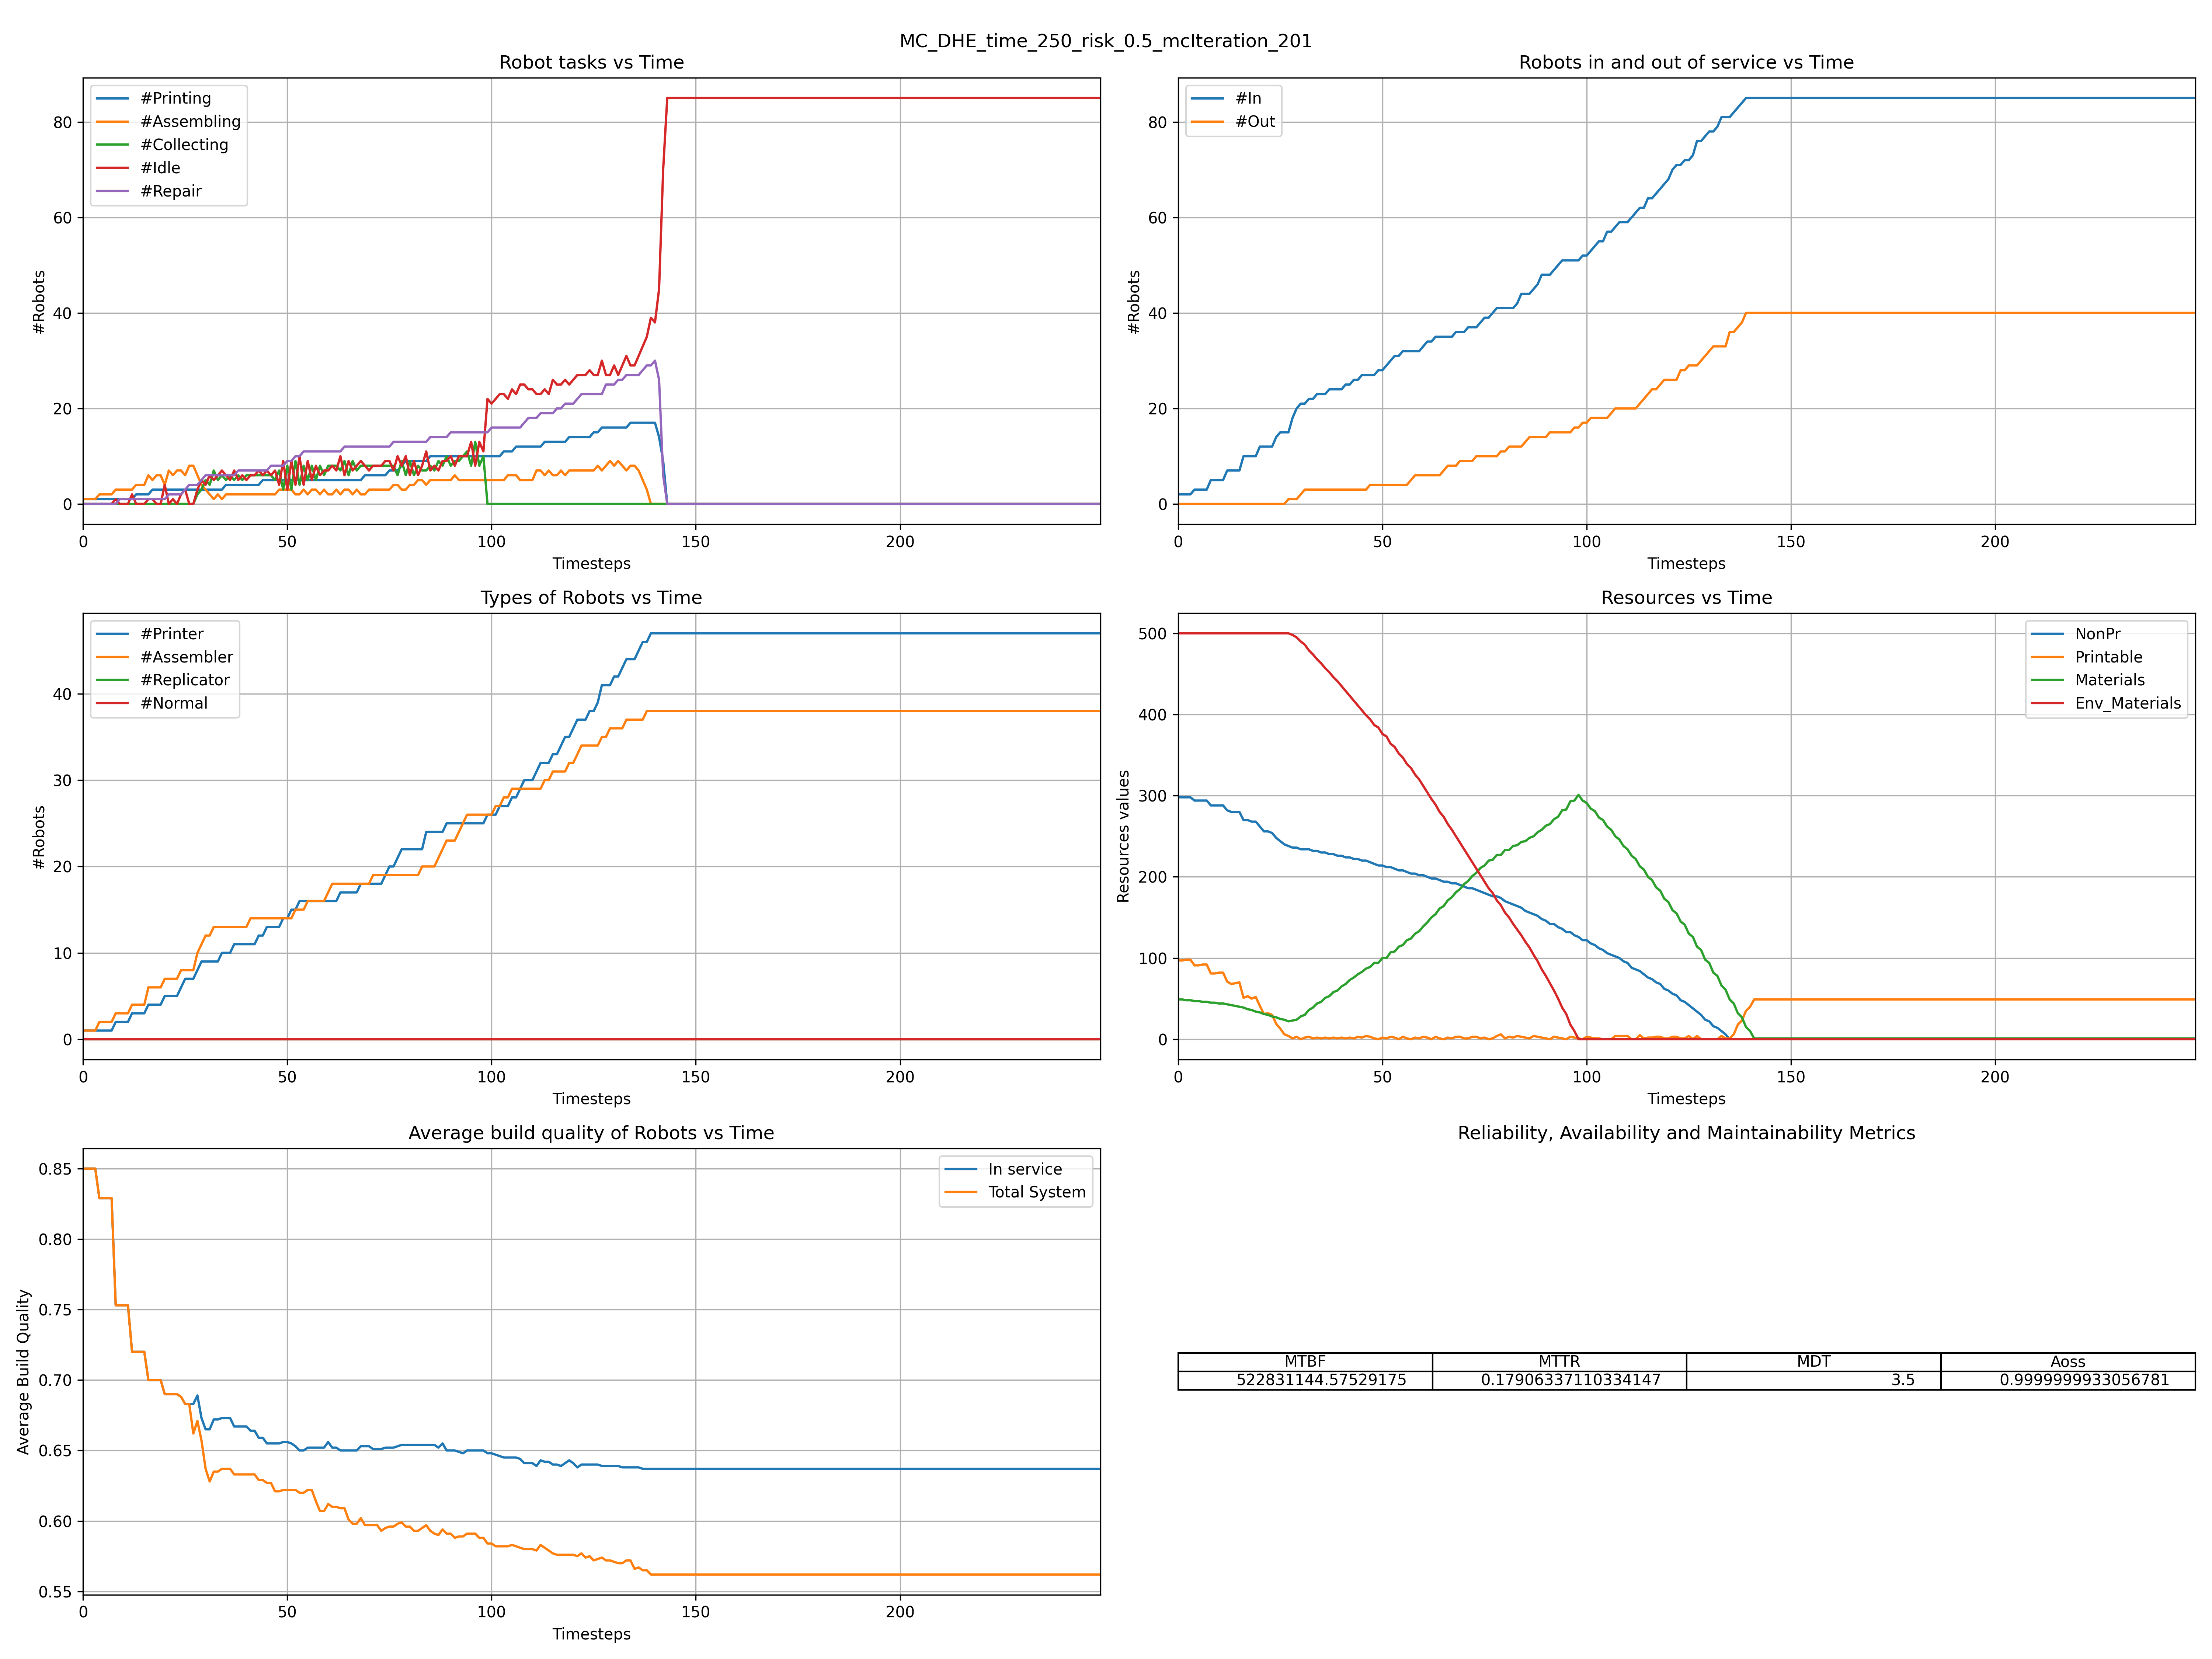 MC_DHE_time_250_risk_0.5_mcIteration_201
Robot tasks vs Time
#Printing
#Assembling
#Collecting
#Idle
#Repair
#Robots
80
60
40
20
0
0 50 100 150 200
Timesteps
Robots in and out of service vs Time
#In
#Out
#Robots
80
60
40
20
0
0 50 100 150 200
Timesteps
Types of Robots vs Time
#Printer
#Assembler
#Replicator
#Normal
#Robots
40
30
20
10
0
0 50 100 150 200
Timesteps
Resources vs Time
NonPr
Printable
Materials
Env_Materials
Resources values
500
400
300
200
100
0
0 50 100 150 200
Timesteps
Average build quality of Robots vs Time
In service
Total System
Average Build Quality
0.85
0.80
0.75
0.70
0.65
0.60
0.55
0 50 100 150 200
Timesteps
Reliability, Availability and Maintainability Metrics
MTBF MTTR MDT Aoss
522831144.57529175 0.17906337110334147 3.5 0.9999999933056781